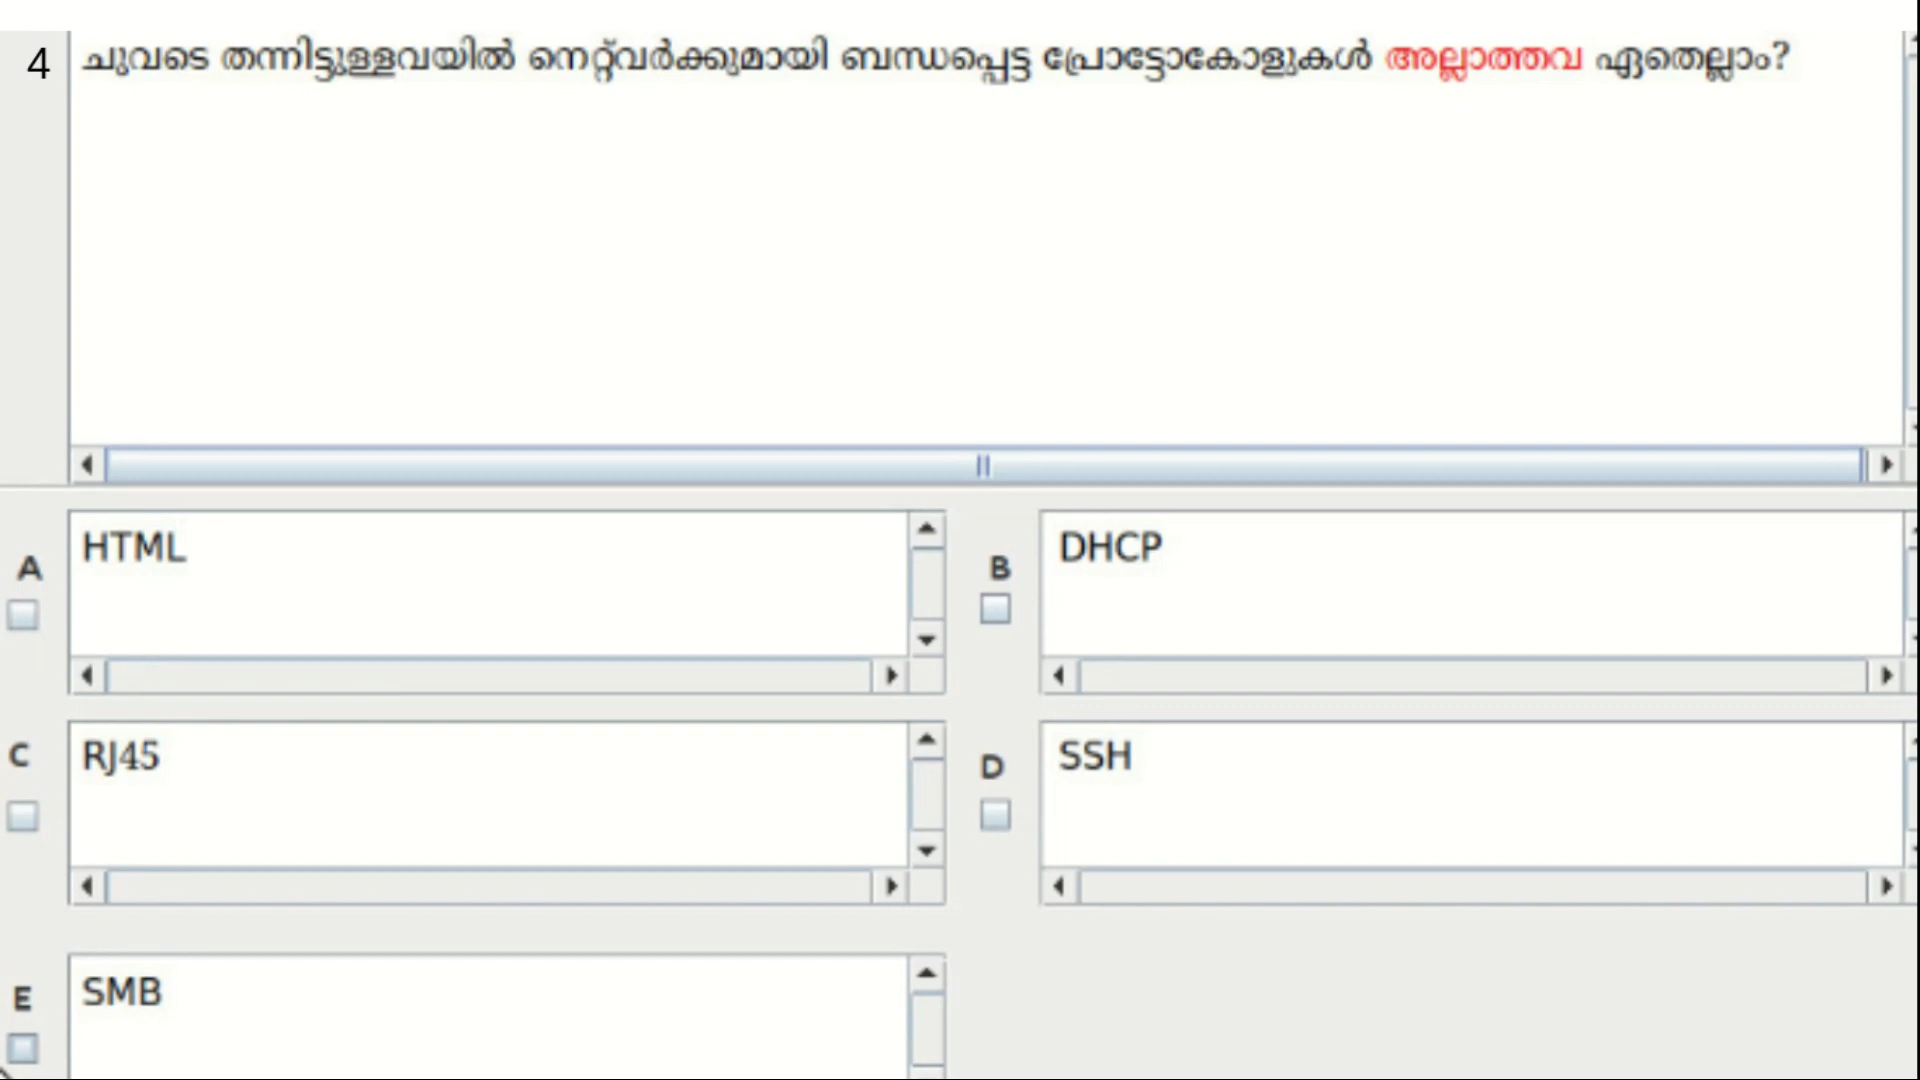 4 ചുവടെ തന്നിട്ടുള്ളവയിൽ നെറ്റ്‌വർക്കുമായി ബന്ധപ്പെട്ട പ്രോട്ടോകോളുകൾ അല്ലാത്തവ ഏതെല്ലാം?
A HTML
B DHCP
C RJ45
D SSH
E SMB